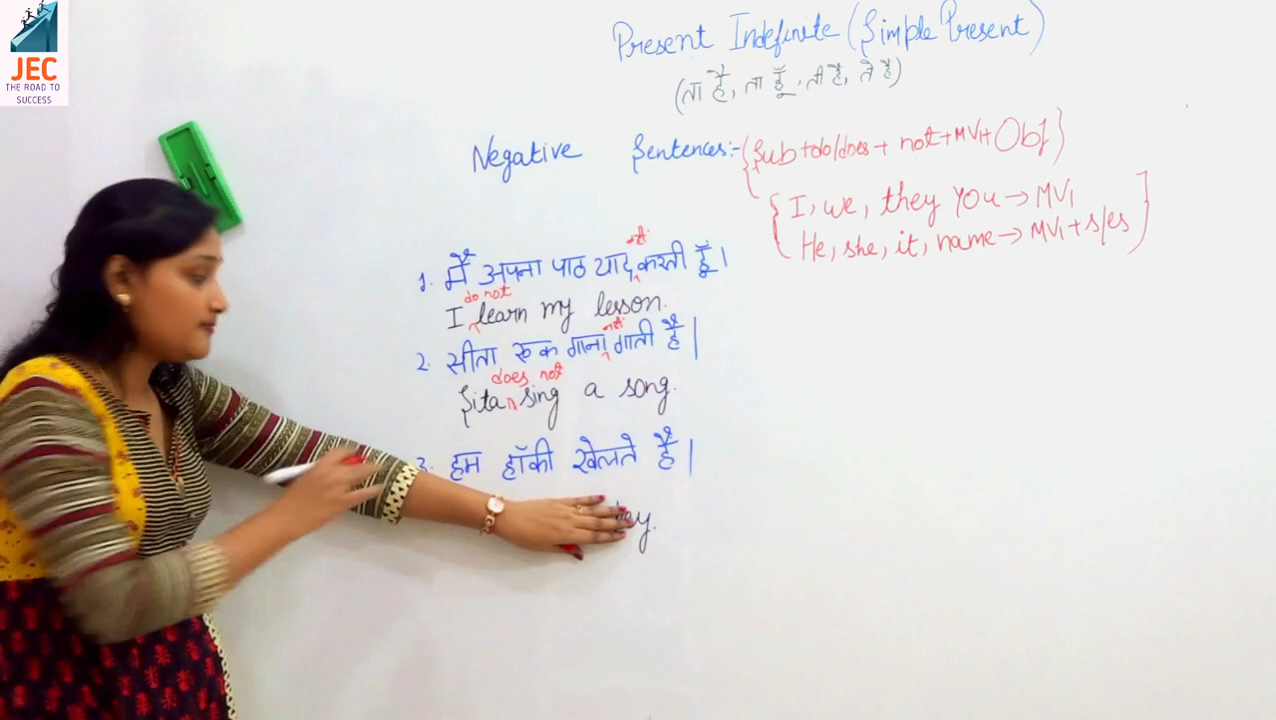 JEC
THE ROAD TO
SUCCESS
Present Indefinite (Simple Present)
(ता है, ता हूँ, ती है, ते है)
Negative Sentences:- {Sub+do/does+ not+MV1+ Obj}
{I, we, they You → MV1
He, she, it, name → MV1 + s/es}
1. मैं अपना पाठ याद नहीं करती हूँ।
I do not learn my lesson.
2. सीता एक गाना नहीं गाती है।
Sita does not sing a song.
3. हम हॉकी खेलते है।